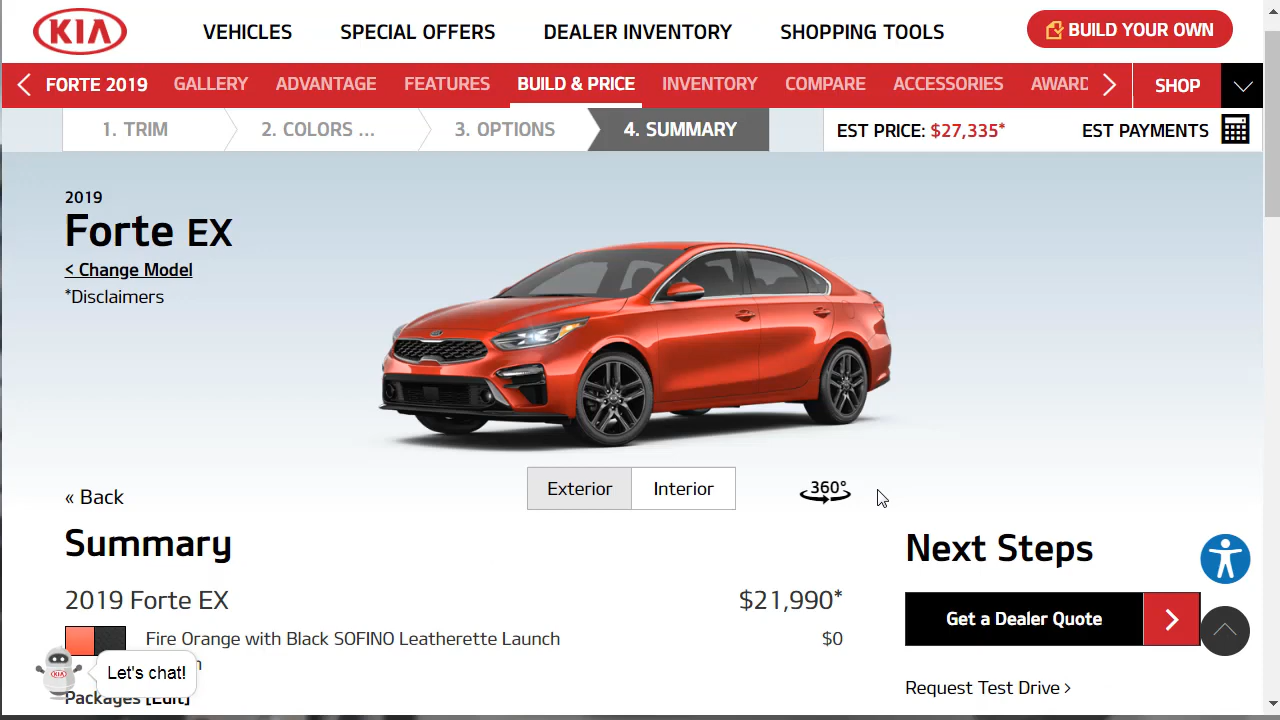 KIA
VEHICLES SPECIAL OFFERS DEALER INVENTORY SHOPPING TOOLS BUILD YOUR OWN
FORTE 2019 GALLERY ADVANTAGE FEATURES BUILD & PRICE INVENTORY COMPARE ACCESSORIES AWARD SHOP
1. TRIM 2. COLORS ... 3. OPTIONS 4. SUMMARY EST PRICE: $27,335* EST PAYMENTS
2019
Forte EX
< Change Model
*Disclaimers
Exterior Interior 360°
« Back
Summary Next Steps
2019 Forte EX $21,990*
Get a Dealer Quote
Fire Orange with Black SOFINO Leatherette Launch $0
n
KIA
Let's chat!
Request Test Drive >
Packages [Edit]